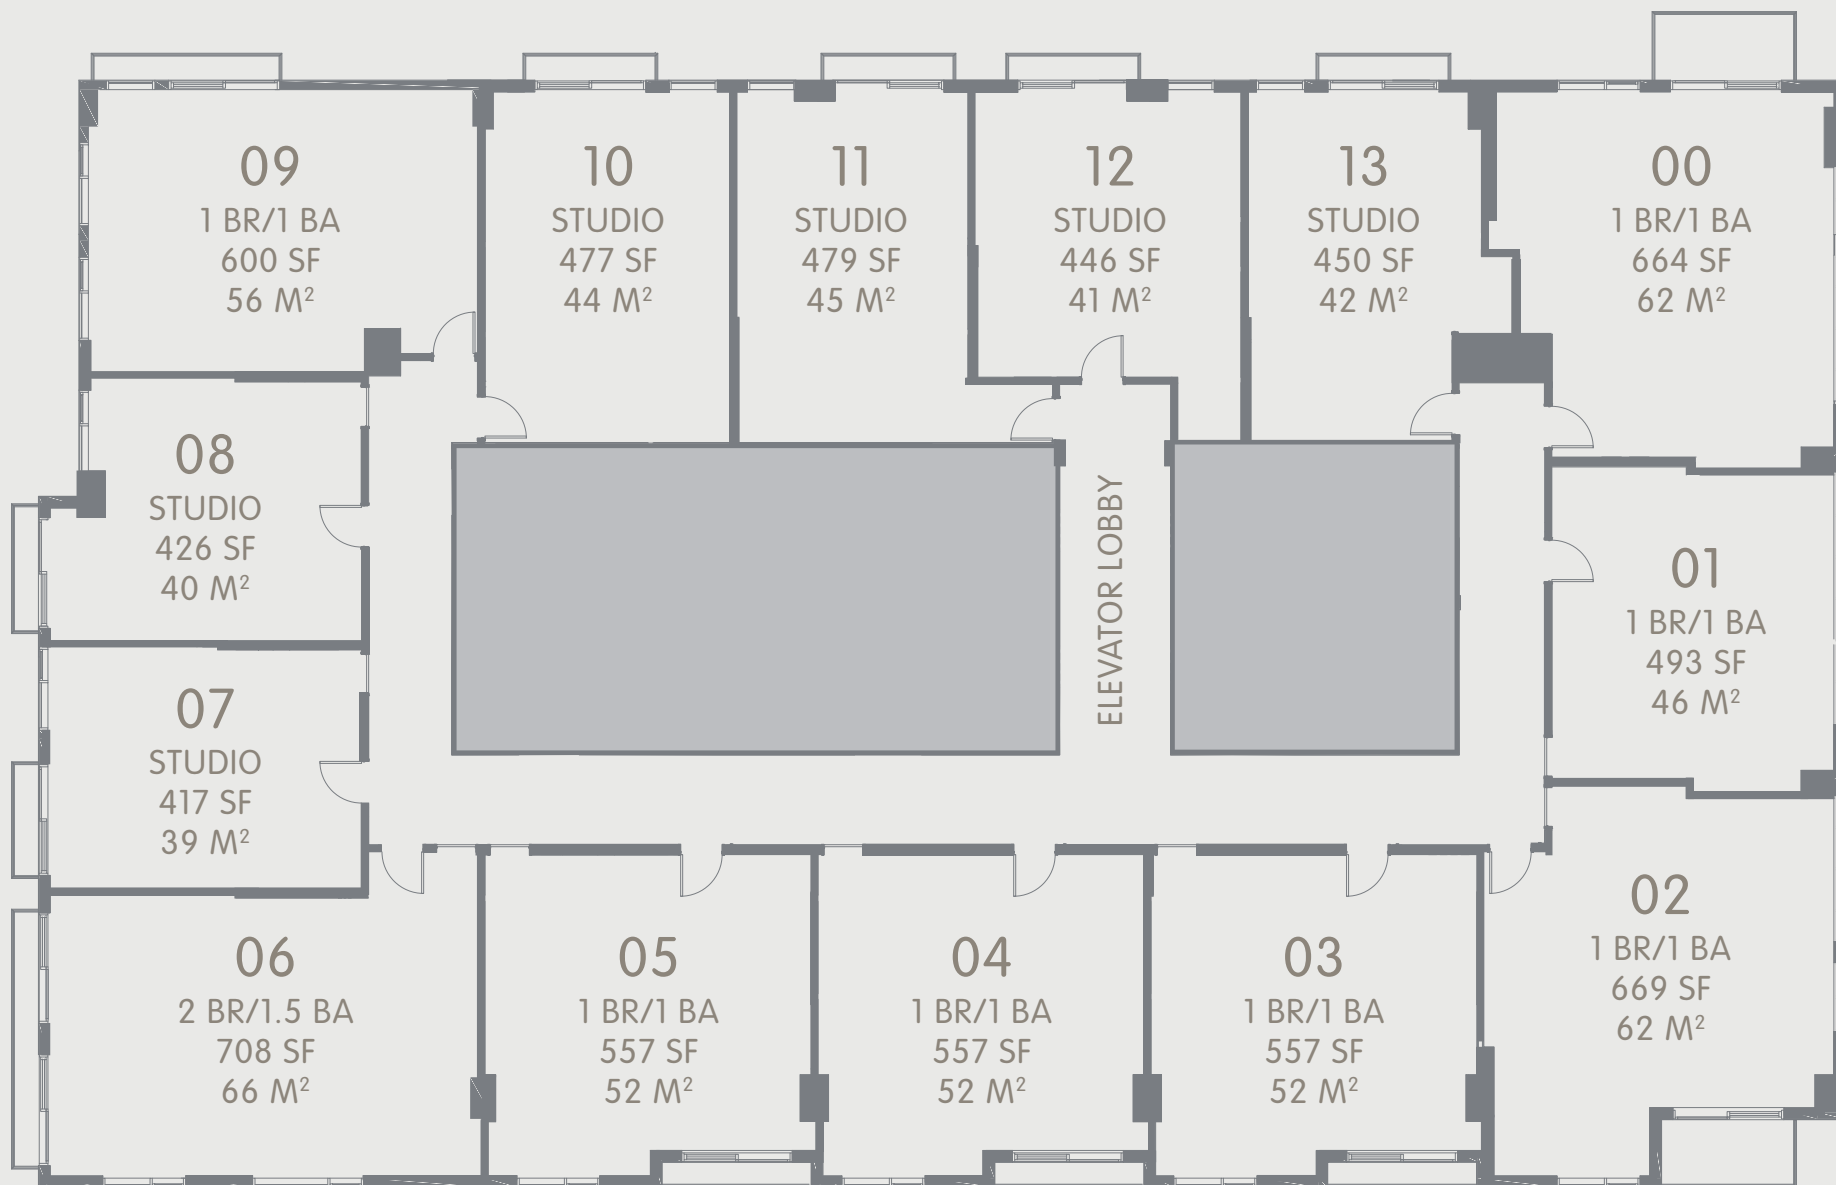 09
1 BR/1 BA
600 SF
56 M²
10
STUDIO
477 SF
44 M²
11
STUDIO
479 SF
45 M²
12
STUDIO
446 SF
41 M²
13
STUDIO
450 SF
42 M²
00
1 BR/1 BA
664 SF
62 M²
08
STUDIO
426 SF
40 M²
ELEVATOR LOBBY
01
1 BR/1 BA
493 SF
46 M²
07
STUDIO
417 SF
39 M²
06
2 BR/1.5 BA
708 SF
66 M²
05
1 BR/1 BA
557 SF
52 M²
04
1 BR/1 BA
557 SF
52 M²
03
1 BR/1 BA
557 SF
52 M²
02
1 BR/1 BA
669 SF
62 M²